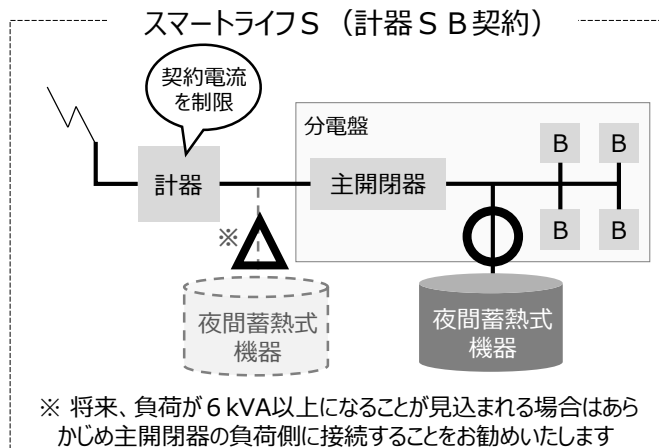 スマートライフS（計器SB契約）
契約電流
を制限
分電盤
計器
主開閉器
B
B
B
B
※
夜間蓄熱式
機器
夜間蓄熱式
機器
※ 将来、負荷が6kVA以上になることが見込まれる場合はあら
かじめ主開閉器の負荷側に接続することをお勧めいたします